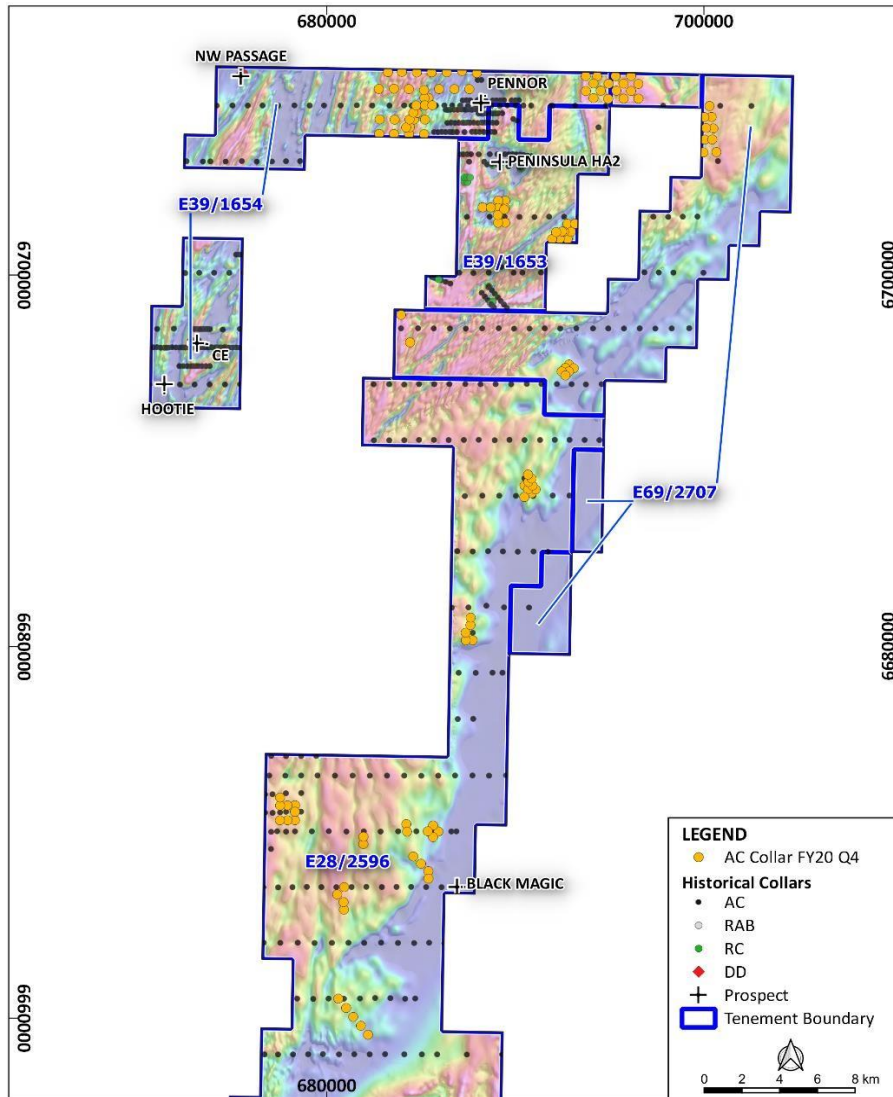 680000
700000
NW PASSAGE
PENNOR
PENINSULA HA2
E39/1654
E39/1653
6700000
6700000
CE
HOOTIE
E69/2707
6680000
6680000
E28/2596
BLACK MAGIC
6660000
680000
LEGEND
AC Collar FY20 Q4
Historical Collars
AC
RAB
RC
DD
Prospect
Tenement Boundary
0 2 4 6 8 km